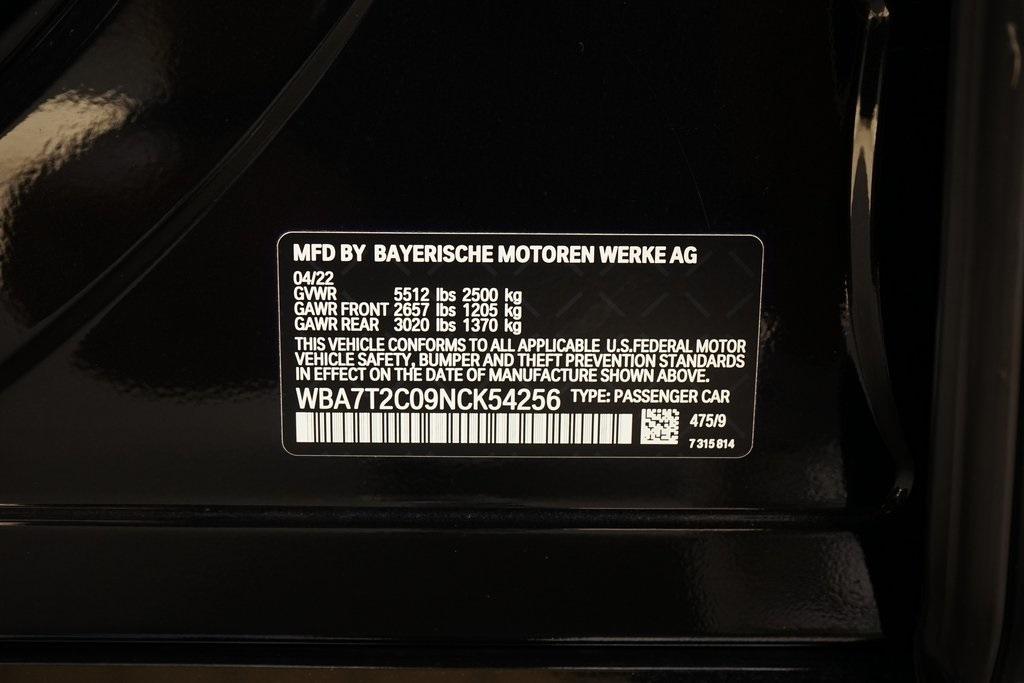 MFD BY BAYERISCHE MOTOREN WERKE AG
04/22
GVWR 5512 lbs 2500 kg
GAWR FRONT 2657 lbs 1205 kg
GAWR REAR 3020 lbs 1370 kg
THIS VEHICLE CONFORMS TO ALL APPLICABLE U.S.FEDERAL MOTOR
VEHICLE SAFETY, BUMPER AND THEFT PREVENTION STANDARDS
IN EFFECT ON THE DATE OF MANUFACTURE SHOWN ABOVE.
WBA7T2C09NCK54256 TYPE: PASSENGER CAR
475/9
7 315 814